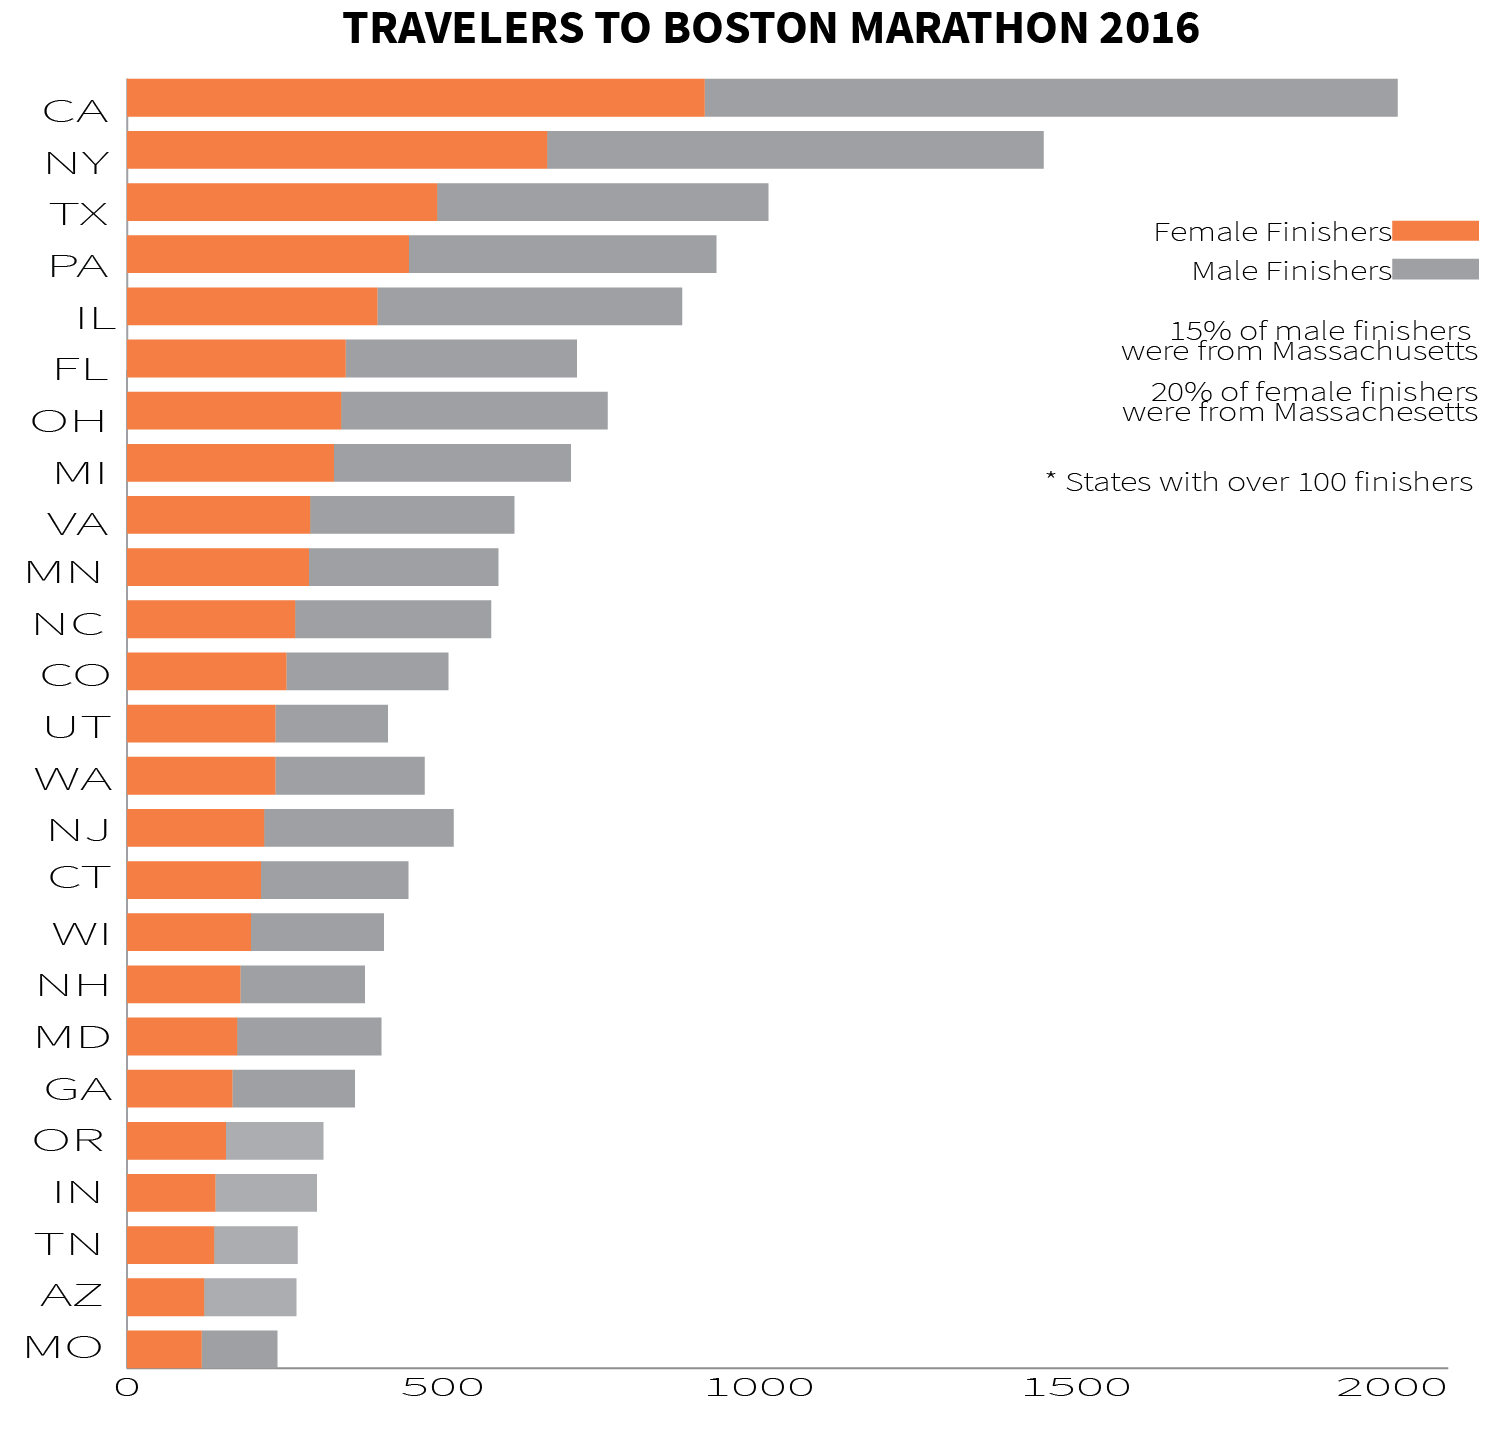 TRAVELERS TO BOSTON MARATHON 2016
CA
NY
TX
PA
IL
FL
OH
MI
VA
MN
NC
CO
UT
WA
NJ
CT
WI
NH
MD
GA
OR
IN
TN
AZ
MO
0 500 1000 1500 2000
Female Finishers
Male Finishers
15% of male finishers
were from Massachusetts
20% of female finishers
were from Massachesetts
* States with over 100 finishers